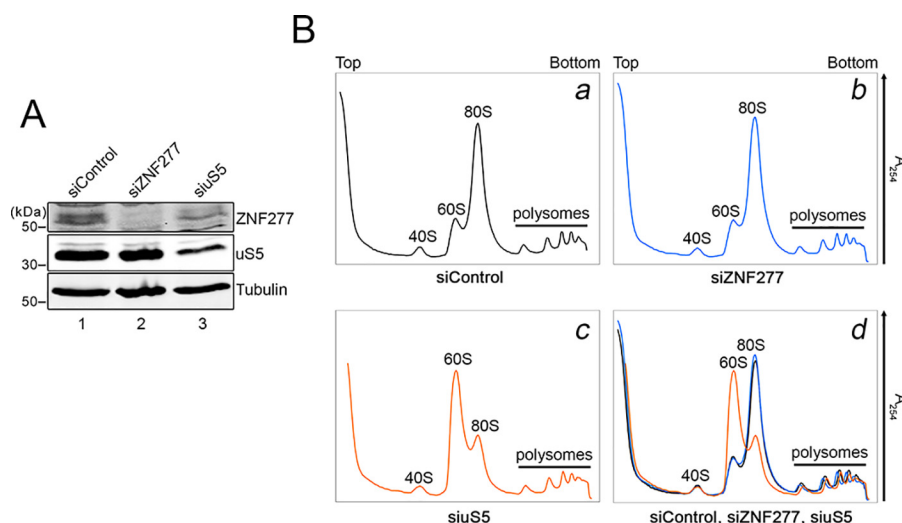 A
siControl
siZNF277
siuS5
(kDa)
50
ZNF277
uS5
30
50
Tubulin
1 2 3
B
Top Bottom
a
80S
60S
40S
polysomes
siControl
Top Bottom
b
80S
60S
40S
polysomes
A254
siZNF277
c
60S
80S
40S
polysomes
siuS5
d
80S
60S
40S
polysomes
A254
siControl, siZNF277, siuS5